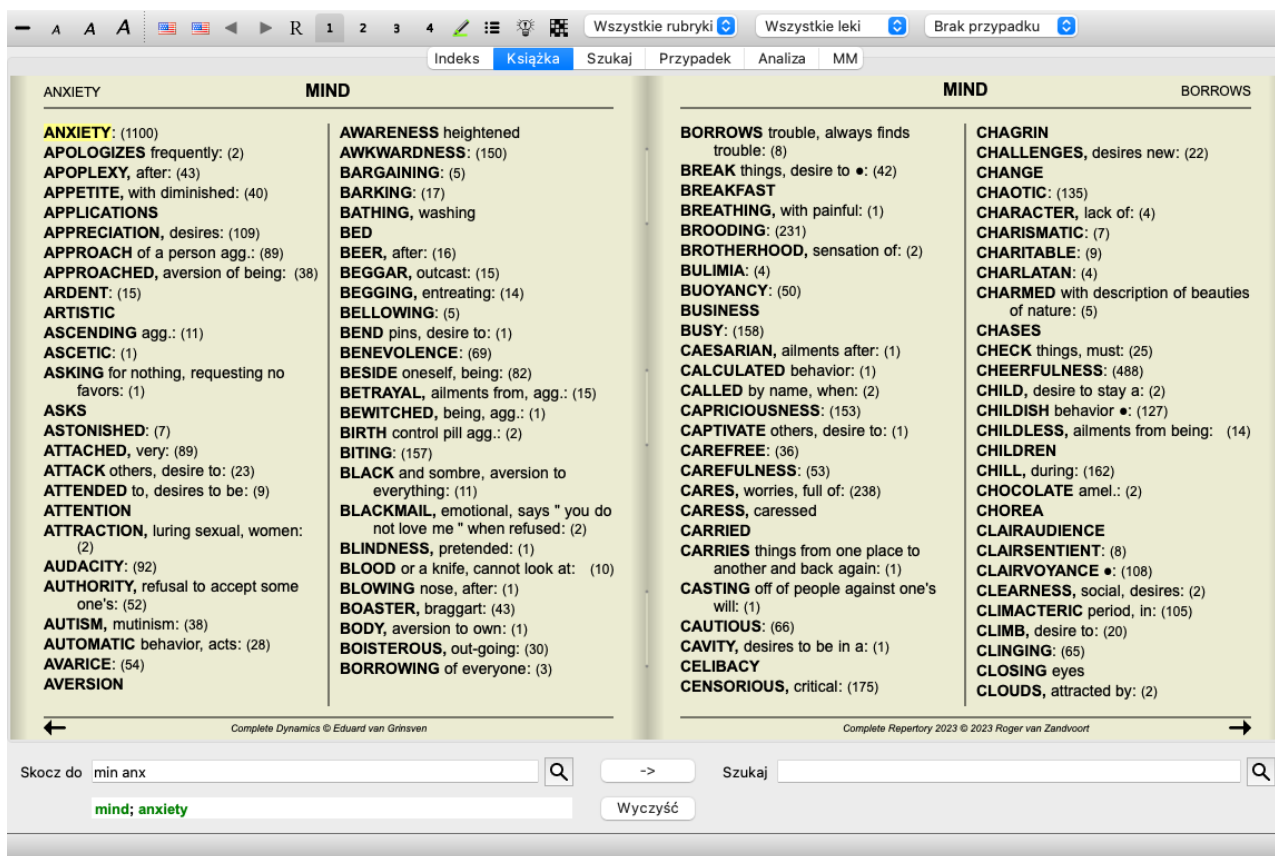 A A A R 1 2 3 4 Wszystkie rubryki Wszystkie leki Brak przypadku
Indeks Książka Szukaj Przypadek Analiza MM
ANXIETY MIND
ANXIETY: (1100)
APOLOGIZES frequently: (2)
APOPLEXY, after: (43)
APPETITE, with diminished: (40)
APPLICATIONS
APPRECIATION, desires: (109)
APPROACH of a person agg.: (89)
APPROACHED, aversion of being: (38)
ARDENT: (15)
ARTISTIC
ASCENDING agg.: (11)
ASCETIC: (1)
ASKING for nothing, requesting no
favors: (1)
ASKS
ASTONISHED: (7)
ATTACHED, very: (89)
ATTACK others, desire to: (23)
ATTENDED to, desires to be: (9)
ATTENTION
ATTRACTION, luring sexual, women:
(2)
AUDACITY: (92)
AUTHORITY, refusal to accept some
one's: (52)
AUTISM, mutinism: (38)
AUTOMATIC behavior, acts: (28)
AVARICE: (54)
AVERSION
AWARENESS heightened
AWKWARDNESS: (150)
BARGAINING: (5)
BARKING: (17)
BATHING, washing
BED
BEER, after: (16)
BEGGAR, outcast: (15)
BEGGING, entreating: (14)
BELLOWING: (5)
BEND pins, desire to: (1)
BENEVOLENCE: (69)
BESIDE oneself, being: (82)
BETRAYAL, ailments from, agg.: (15)
BEWITCHED, being, agg.: (1)
BIRTH control pill agg.: (2)
BITING: (157)
BLACK and sombre, aversion to
everything: (11)
BLACKMAIL, emotional, says " you do
not love me " when refused: (2)
BLINDNESS, pretended: (1)
BLOOD or a knife, cannot look at: (10)
BLOWING nose, after: (1)
BOASTER, braggart: (43)
BODY, aversion to own: (1)
BOISTEROUS, out-going: (30)
BORROWING of everyone: (3)
Complete Dynamics © Eduard van Grinsven
MIND BORROWS
BORROWS trouble, always finds
trouble: (8)
BREAK things, desire to ●: (42)
BREAKFAST
BREATHING, with painful: (1)
BROODING: (231)
BROTHERHOOD, sensation of: (2)
BULIMIA: (4)
BUOYANCY: (50)
BUSINESS
BUSY: (158)
CAESARIAN, ailments after: (1)
CALCULATED behavior: (1)
CALLED by name, when: (2)
CAPRICIOUSNESS: (153)
CAPTIVATE others, desire to: (1)
CAREFREE: (36)
CAREFULNESS: (53)
CARES, worries, full of: (238)
CARESS, caressed
CARRIED
CARRIES things from one place to
another and back again: (1)
CASTING off of people against one's
will: (1)
CAUTIOUS: (66)
CAVITY, desires to be in a: (1)
CELIBACY
CENSORIOUS, critical: (175)
CHAGRIN
CHALLENGES, desires new: (22)
CHANGE
CHAOTIC: (135)
CHARACTER, lack of: (4)
CHARISMATIC: (7)
CHARITABLE: (9)
CHARLATAN: (4)
CHARMED with description of beauties
of nature: (5)
CHASES
CHECK things, must: (25)
CHEERFULNESS: (488)
CHILD, desire to stay a: (2)
CHILDISH behavior ●: (127)
CHILDLESS, ailments from being: (14)
CHILDREN
CHILL, during: (162)
CHOCOLATE amel.: (2)
CHOREA
CLAIRAUDIENCE
CLAIRSENTIENT: (8)
CLAIRVOYANCE ●: (108)
CLEARNESS, social, desires: (2)
CLIMACTERIC period, in: (105)
CLIMB, desire to: (20)
CLINGING: (65)
CLOSING eyes
CLOUDS, attracted by: (2)
Complete Repertory 2023 © 2023 Roger van Zandvoort
Skocz do min anx -> Szukaj
mind; anxiety Wyczyść